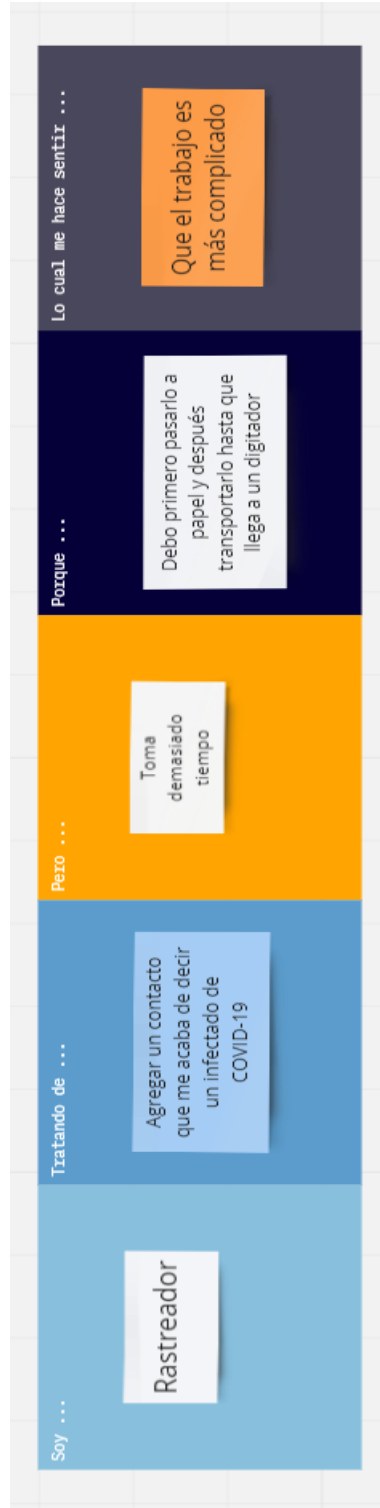 Soy ...
Rastreador
Tratando de ...
Agregar un contacto
que me acaba de decir
un infectado de
COVID-19
Pero ...
Toma
demasiado
tiempo
Porque ...
Debo primero pasarlo a
papel y después
transportarlo hasta que
llega a un digitador
Lo cual me hace sentir ...
Que el trabajo es
más complicado